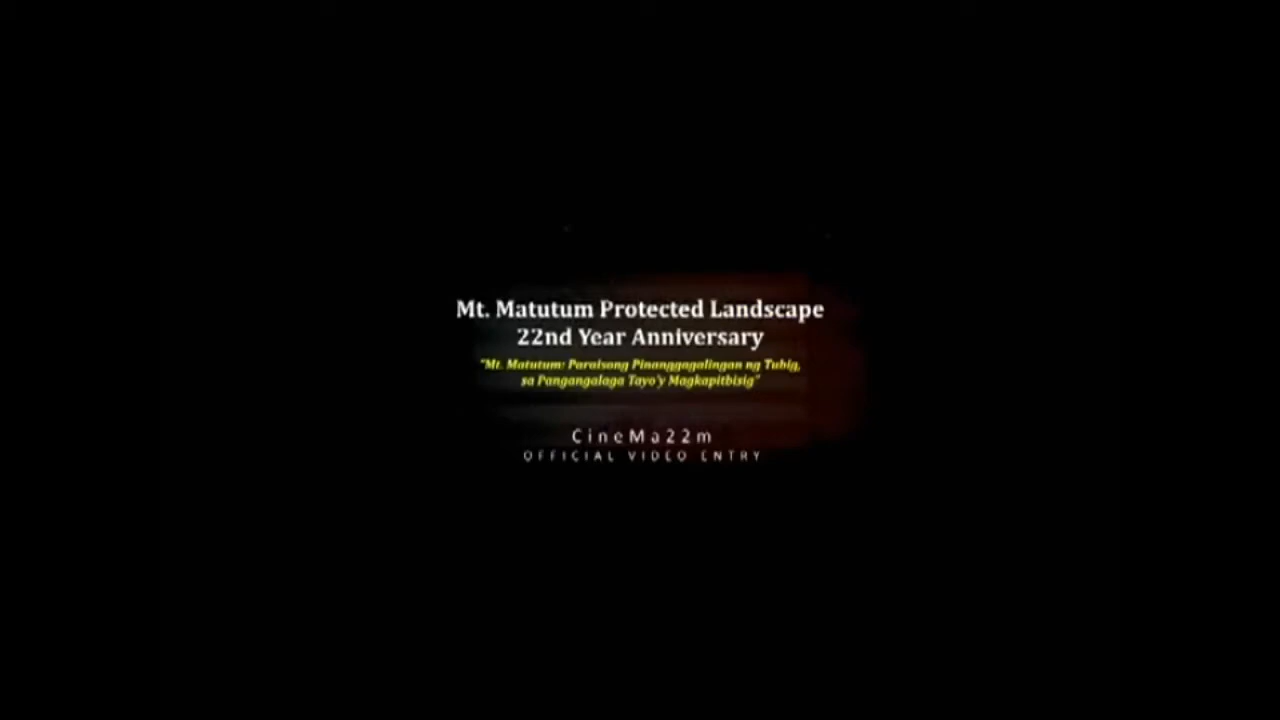 Mt. Matutum Protected Landscape
22nd Year Anniversary
"Mt. Matutum: Paraisong Pinanggagalingan ng Tubig,
sa Pangangalaga Tayo'y Magkapitbisig"
CineMa22m
OFFICIAL VIDEO ENTRY